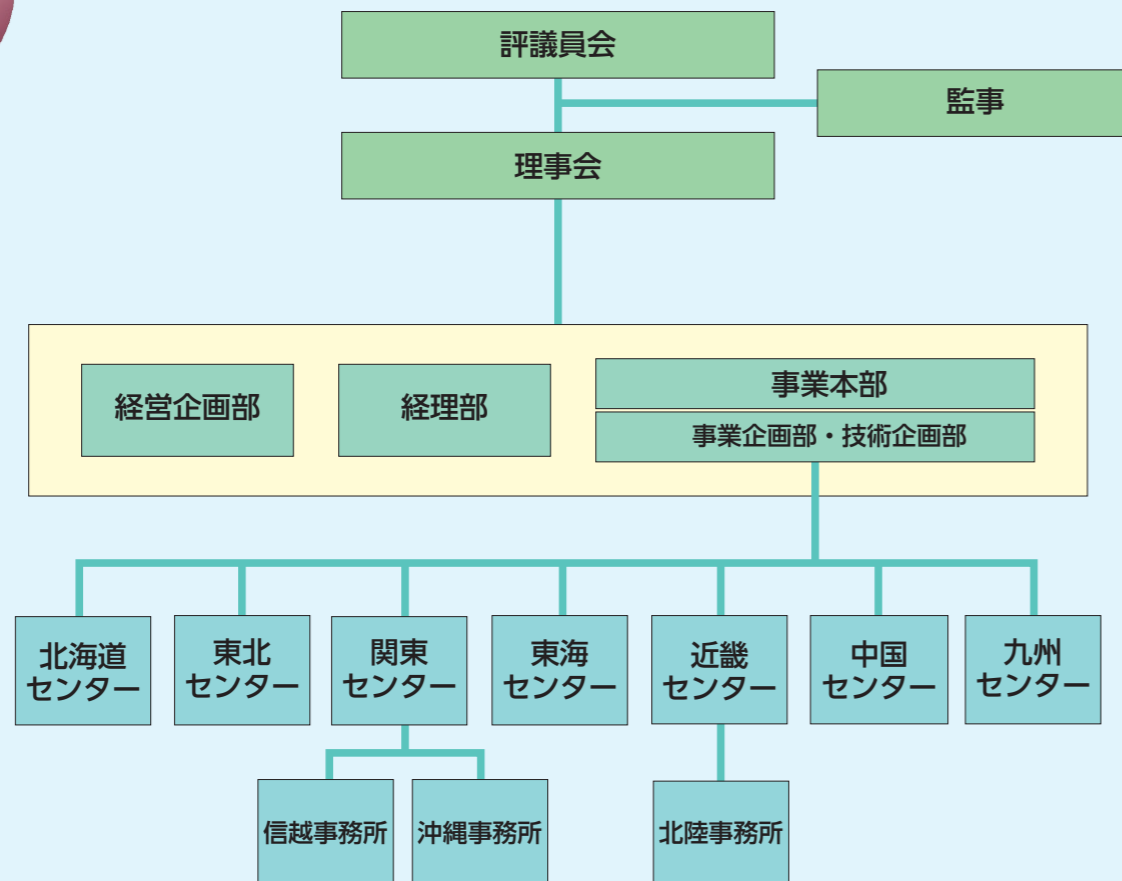 評議員会
監事
理事会
経営企画部
経理部
事業本部
事業企画部・技術企画部
北海道
センター
東北
センター
関東
センター
東海
センター
近畿
センター
中国
センター
九州
センター
信越事務所
沖縄事務所
北陸事務所